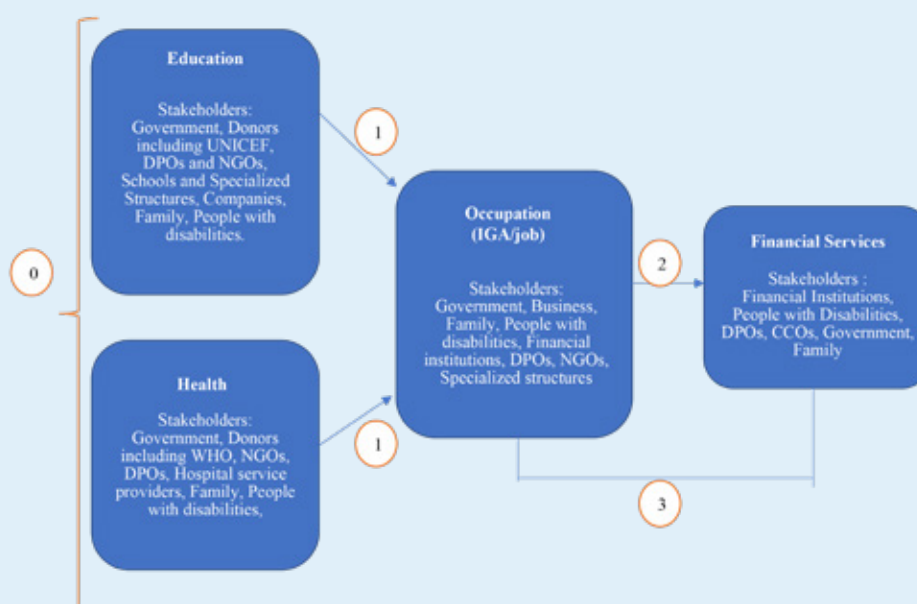 0
Education
Stakeholders:
Government, Donors
including UNICEF,
DPOs and NGOs,
Schools and Specialized
Structures, Companies,
Family, People with
disabilities.
1
Health
Stakeholders:
Government, Donors
including WHO, NGOs,
DPOs, Hospital service
providers, Family, People
with disabilities,
1
Occupation
(IGA/job)
Stakeholders:
Government, Business,
Family, People with
disabilities, Financial
institutions, DPOs, NGOs,
Specialized structures
2
Financial Services
Stakeholders :
Financial Institutions,
People with Disabilities,
DPOs, CCOs, Government,
Family
3